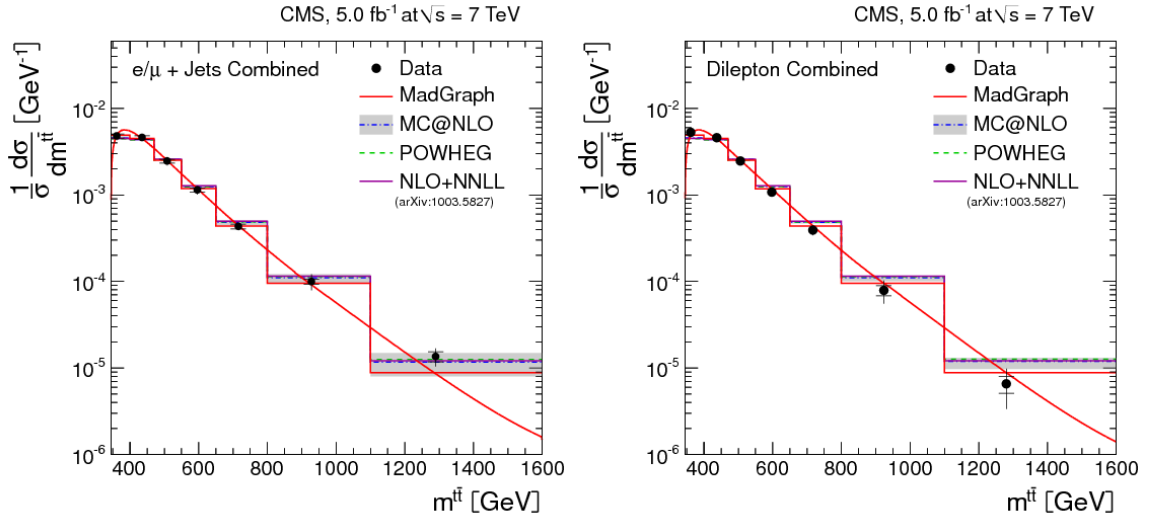 CMS, 5.0 fb⁻¹ at √s = 7 TeV
e/μ + Jets Combined
Data
MadGraph
MC@NLO
POWHEG
NLO+NNLL
(arXiv:1003.5827)
1/σ dσ/dm^tt̄ [GeV⁻¹]
10⁻²
10⁻³
10⁻⁴
10⁻⁵
10⁻⁶
400 600 800 1000 1200 1400 1600
m^tt̄ [GeV]
CMS, 5.0 fb⁻¹ at √s = 7 TeV
Dilepton Combined
Data
MadGraph
MC@NLO
POWHEG
NLO+NNLL
(arXiv:1003.5827)
1/σ dσ/dm^tt̄ [GeV⁻¹]
10⁻²
10⁻³
10⁻⁴
10⁻⁵
10⁻⁶
400 600 800 1000 1200 1400 1600
m^tt̄ [GeV]